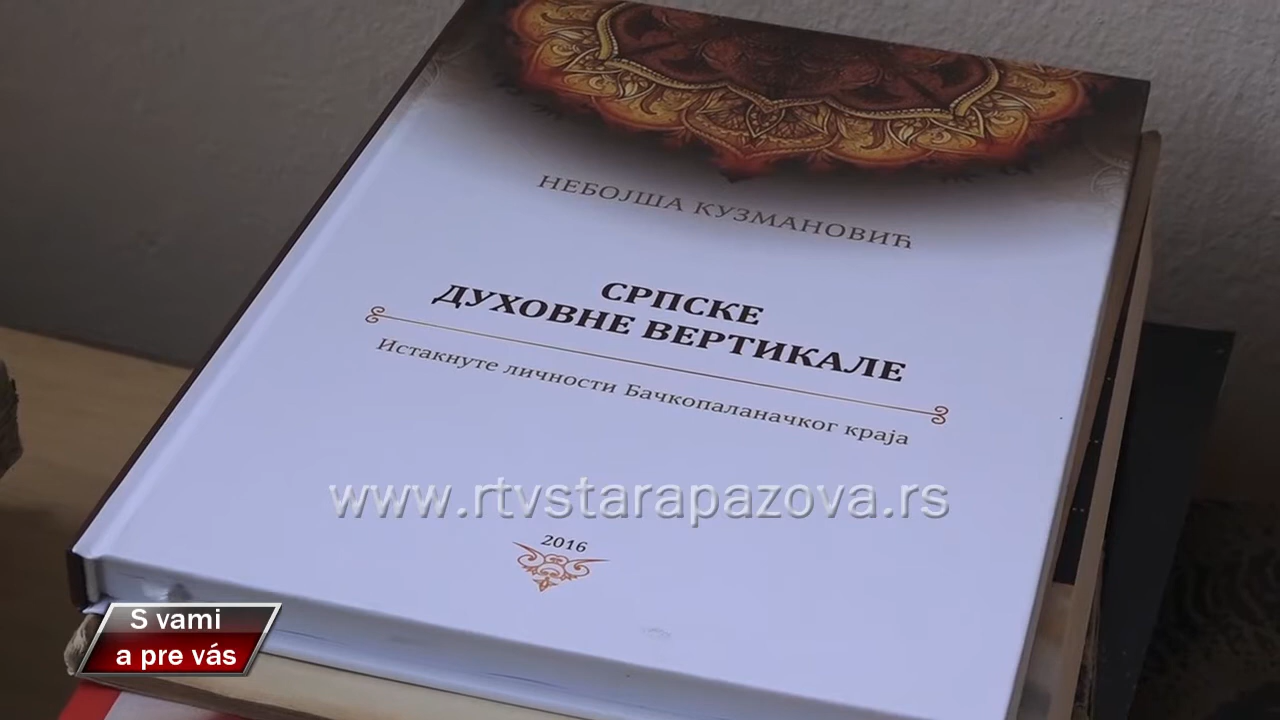 НЕБОЈША КУЗМАНОВИЋ
СРПСКЕ
ДУХОВНЕ ВЕРТИКАЛЕ
Истакнуте личности Бачкопаланачког краја
www.rtvstarapazova.rs
2016
S vami
a pre vás